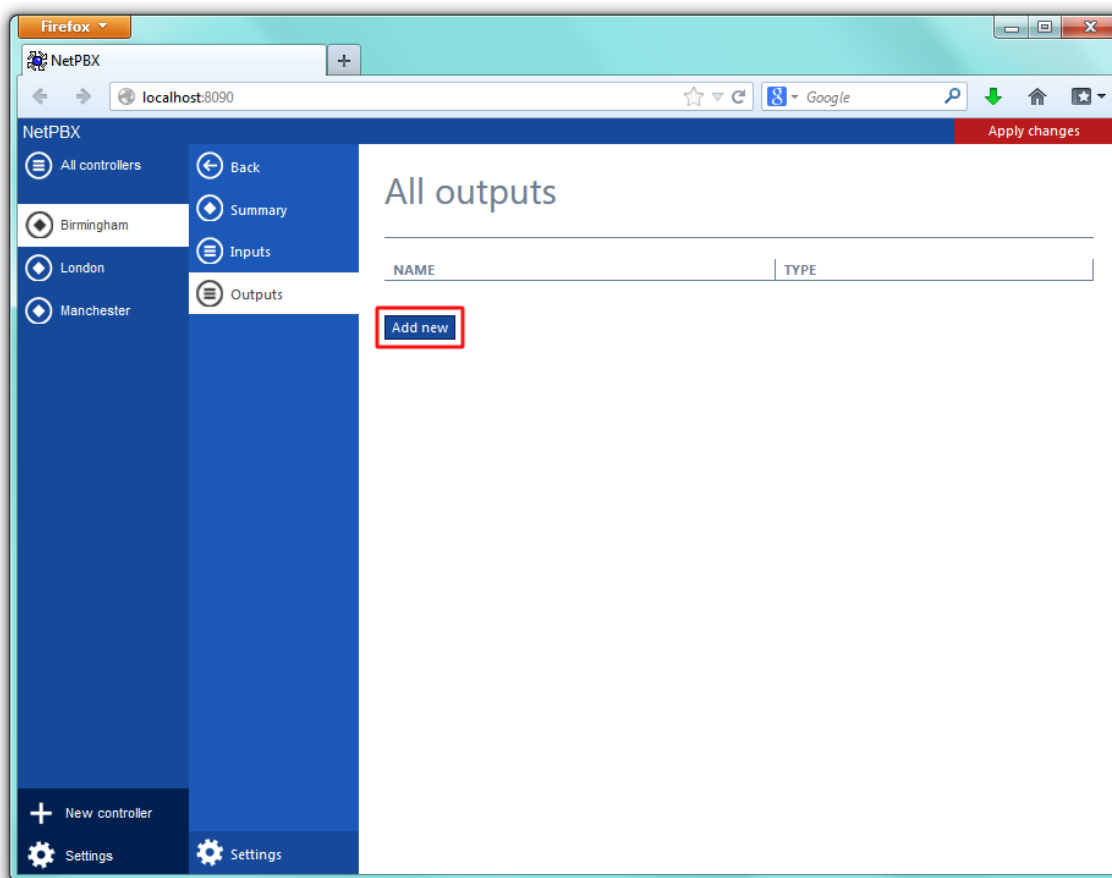 Firefox
NetPBX
localhost:8090
Google
NetPBX
Apply changes
All controllers
Birmingham
London
Manchester
New controller
Settings
Back
Summary
Inputs
Outputs
Settings
All outputs
NAME TYPE
Add new